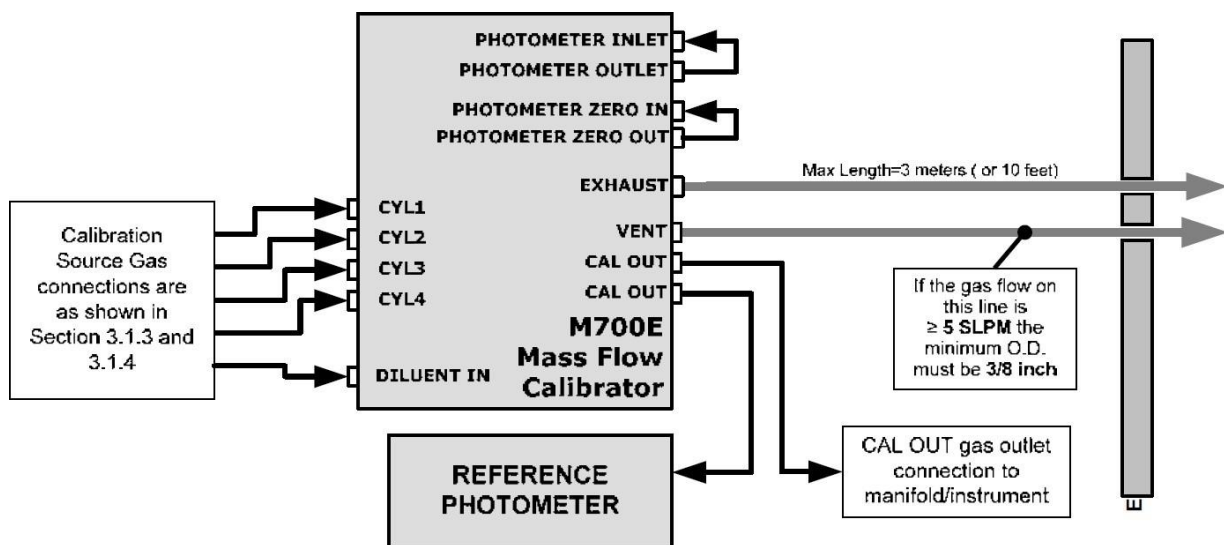 PHOTOMETER INLET
PHOTOMETER OUTLET
PHOTOMETER ZERO IN
PHOTOMETER ZERO OUT
EXHAUST
Max Length=3 meters ( or 10 feet)
VENT
CAL OUT
CAL OUT
CYL1
CYL2
CYL3
CYL4
DILUENT IN
M700E
Mass Flow
Calibrator
Calibration
Source Gas
connections are
as shown in
Section 3.1.3 and
3.1.4
If the gas flow on
this line is
≥ 5 SLPM the
minimum O.D.
must be 3/8 inch
REFERENCE
PHOTOMETER
CAL OUT gas outlet
connection to
manifold/instrument
E